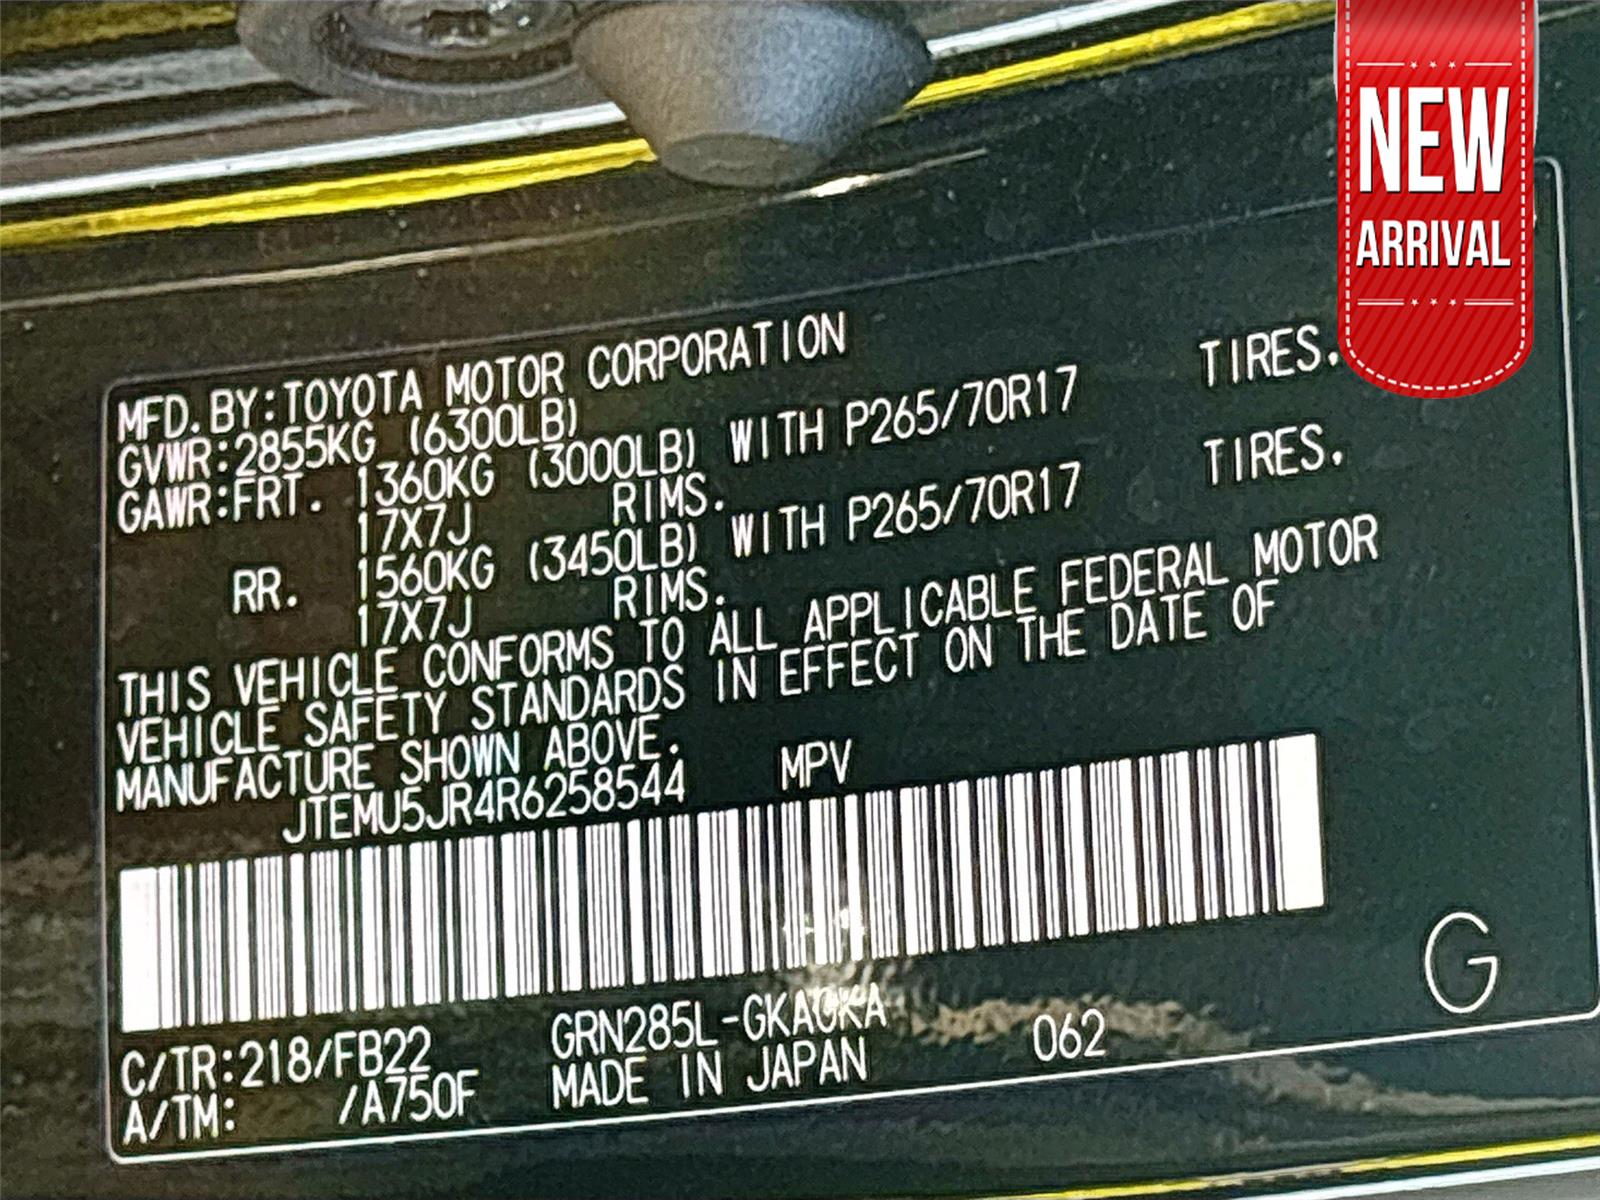 NEW
ARRIVAL
MFD. BY:TOYOTA MOTOR CORPORATION
GVWR:2855KG (6300LB)
GAWR:FRT. 1360KG (3000LB) WITH P265/70R17 TIRES.
17X7J RIMS.
RR. 1560KG (3450LB) WITH P265/70R17 TIRES.
17X7J RIMS.
THIS VEHICLE CONFORMS TO ALL APPLICABLE FEDERAL MOTOR
VEHICLE SAFETY STANDARDS IN EFFECT ON THE DATE OF
MANUFACTURE SHOWN ABOVE.
JTEMU5JR4R6258544 MPV
G
C/TR:218/FB22 GRN285L-GKAGKA
A/TM: /A750F MADE IN JAPAN 062